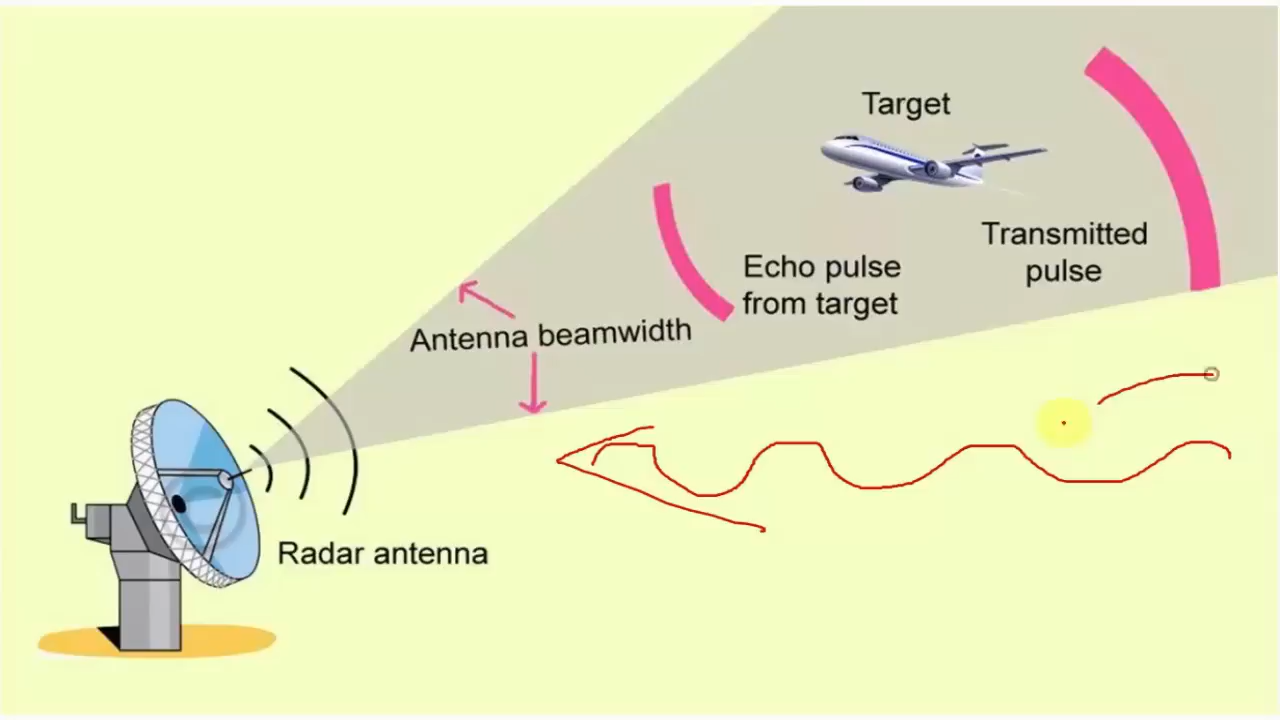 Target
Transmitted
pulse
Echo pulse
from target
Antenna beamwidth
Radar antenna